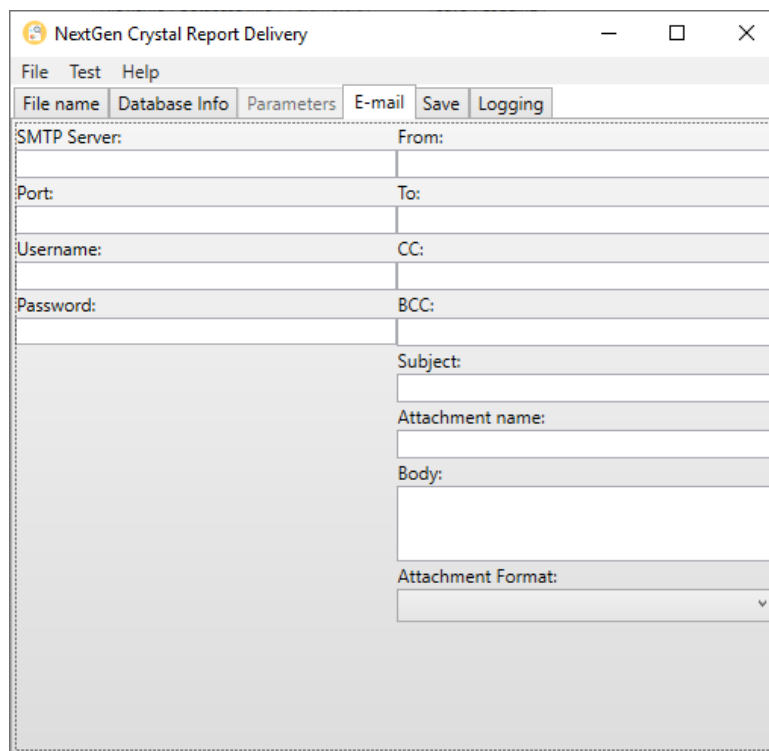 NextGen Crystal Report Delivery
File Test Help
File name Database Info Parameters E-mail Save Logging
SMTP Server: From:
Port: To:
Username: CC:
Password: BCC:
Subject:
Attachment name:
Body:
Attachment Format: